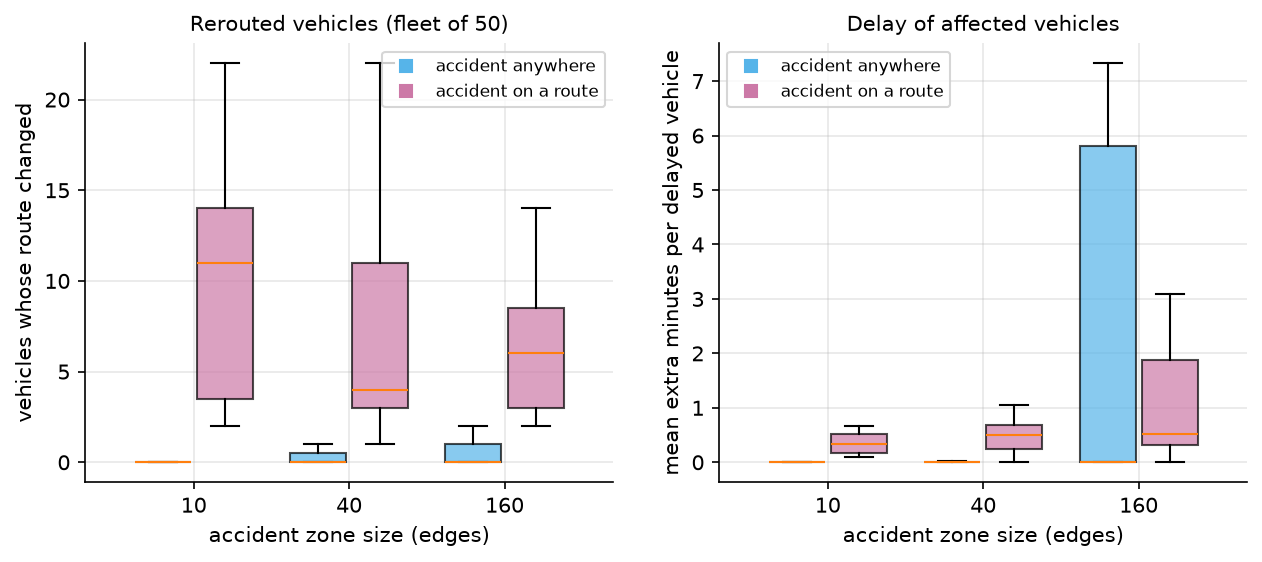 Rerouted vehicles (fleet of 50)
vehicles whose route changed
20
15
10
5
0
accident anywhere
accident on a route
10
40
160
accident zone size (edges)
Delay of affected vehicles
mean extra minutes per delayed vehicle
7
6
5
4
3
2
1
0
accident anywhere
accident on a route
10
40
160
accident zone size (edges)